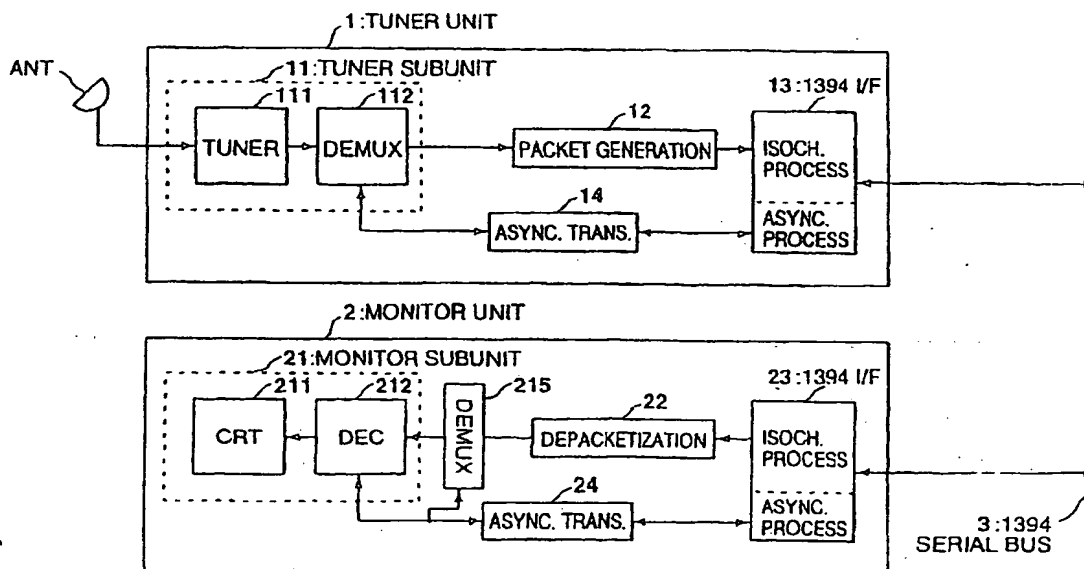 1:TUNER UNIT
ANT
11:TUNER SUBUNIT
111
112
TUNER
DEMUX
12
PACKET GENERATION
13:1394 I/F
ISOCH.
PROCESS
ASYNC.
PROCESS
14
ASYNC. TRANS.
2:MONITOR UNIT
21:MONITOR SUBUNIT
211
212
215
CRT
DEC
DEMUX
22
DEPACKETIZATION
23:1394 I/F
ISOCH.
PROCESS
ASYNC.
PROCESS
24
ASYNC. TRANS.
3:1394
SERIAL BUS